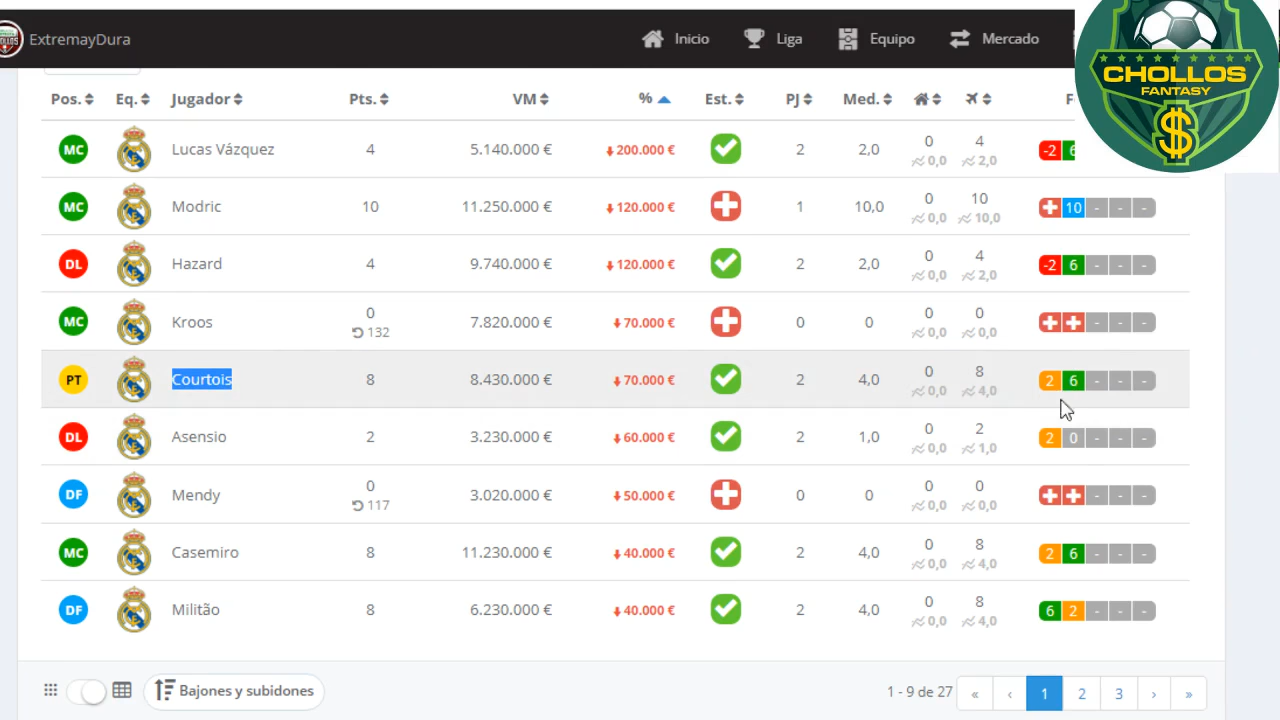 ExtremayDura Inicio Liga Equipo Mercado
CHOLLOS
FANTASY
$
Pos. Eq. Jugador Pts. VM % Est. PJ Med.
MC Lucas Vázquez 4 5.140.000 € 200.000 € 2 2,0 0 0,0 4 2,0 -2
MC Modric 10 11.250.000 € 120.000 € 1 10,0 0 0,0 10 10,0 10 - - -
DL Hazard 4 9.740.000 € 120.000 € 2 2,0 0 0,0 4 2,0 -2 6 - - -
MC Kroos 0 132 7.820.000 € 70.000 € 0 0 0 0,0 0 0,0 - - -
PT Courtois 8 8.430.000 € 70.000 € 2 4,0 0 0,0 8 4,0 2 6 - - -
DL Asensio 2 3.230.000 € 60.000 € 2 1,0 0 0,0 2 1,0 2 0 - - -
DF Mendy 0 117 3.020.000 € 50.000 € 0 0 0 0,0 0 0,0 - - -
MC Casemiro 8 11.230.000 € 40.000 € 2 4,0 0 0,0 8 4,0 2 6 - - -
DF Militão 8 6.230.000 € 40.000 € 2 4,0 0 0,0 8 4,0 6 2 - - -
Bajones y subidones 1 - 9 de 27 « ‹ 1 2 3 › »